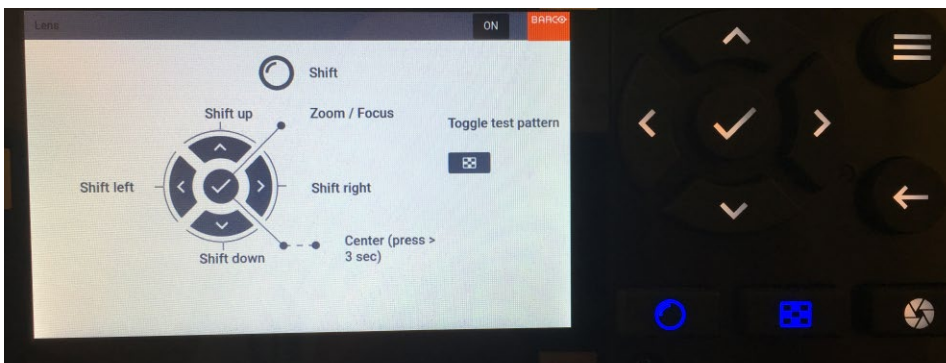 Lens
ON
BARCO
Shift
Shift up
Zoom / Focus
Toggle test pattern
Shift left
Shift right
Center (press >
3 sec)
Shift down